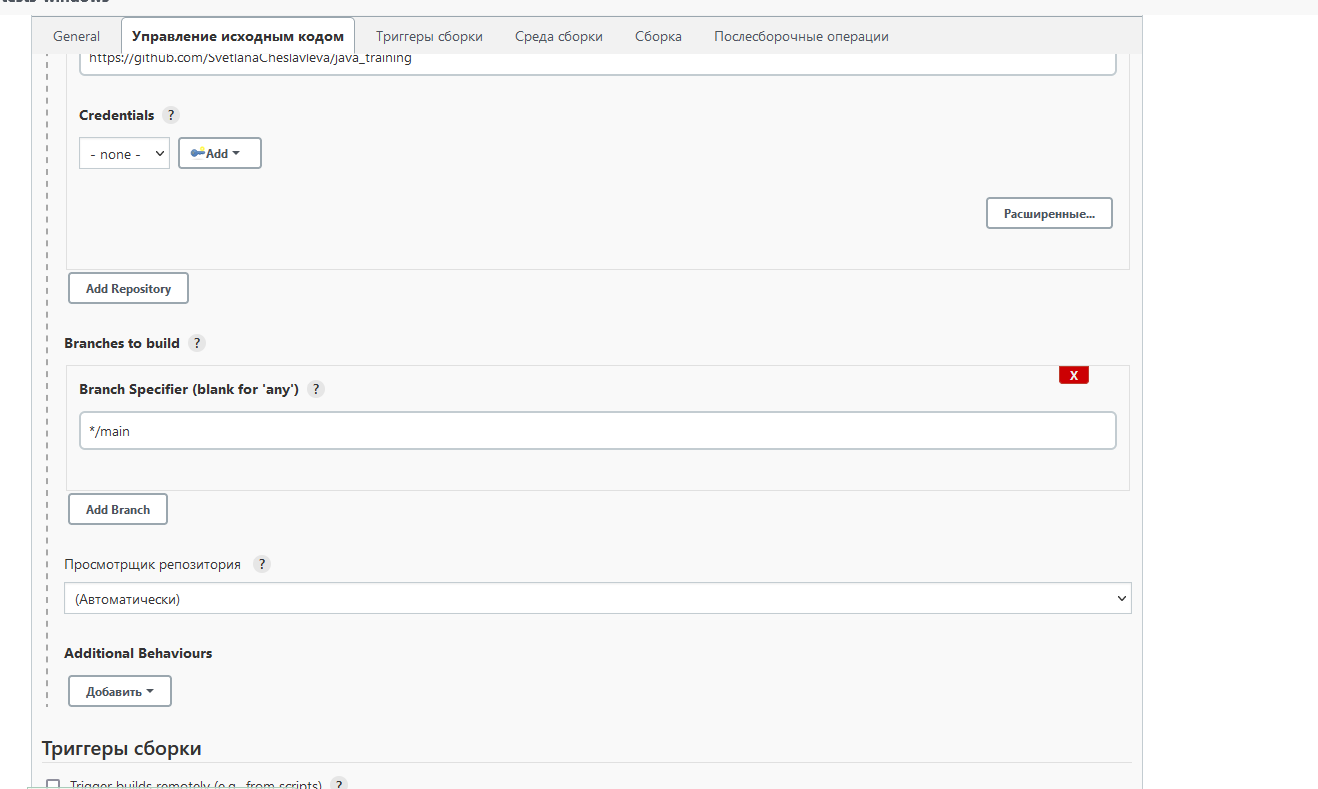 General Управление исходным кодом Триггеры сборки Среда сборки Сборка Послесборочные операции
https://github.com/SvetlanaCheslavleva/java_training
Credentials ?
- none - Add
Расширенные...
Add Repository
Branches to build ?
X
Branch Specifier (blank for 'any') ?
*/main
Add Branch
Просмотрщик репозитория ?
(Автоматически)
Additional Behaviours
Добавить
Триггеры сборки
Trigger builds remotely (e.g., from scripts) ?